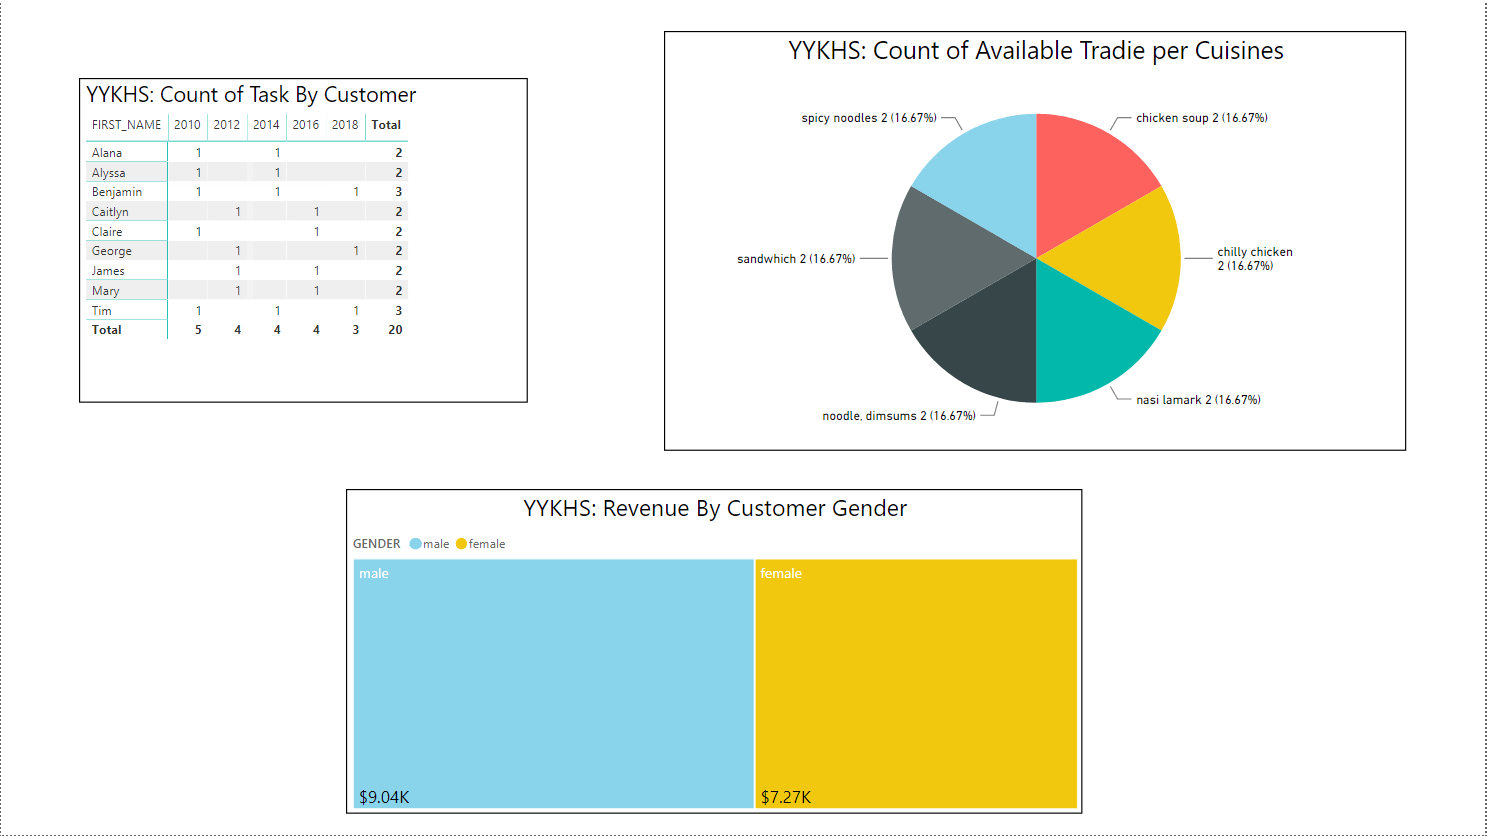 YYKHS: Count of Task By Customer
FIRST_NAME 2010 2012 2014 2016 2018 Total
Alana 1 1 2
Alyssa 1 1 2
Benjamin 1 1 1 3
Caitlyn 1 1 2
Claire 1 1 2
George 1 1 2
James 1 1 2
Mary 1 1 2
Tim 1 1 1 3
Total 5 4 4 4 3 20
YYKHS: Count of Available Tradie per Cuisines
spicy noodles 2 (16.67%)
chicken soup 2 (16.67%)
sandwhich 2 (16.67%)
chilly chicken
2 (16.67%)
noodle, dimsums 2 (16.67%)
nasi lamark 2 (16.67%)
YYKHS: Revenue By Customer Gender
GENDER male female
male
female
$9.04K
$7.27K